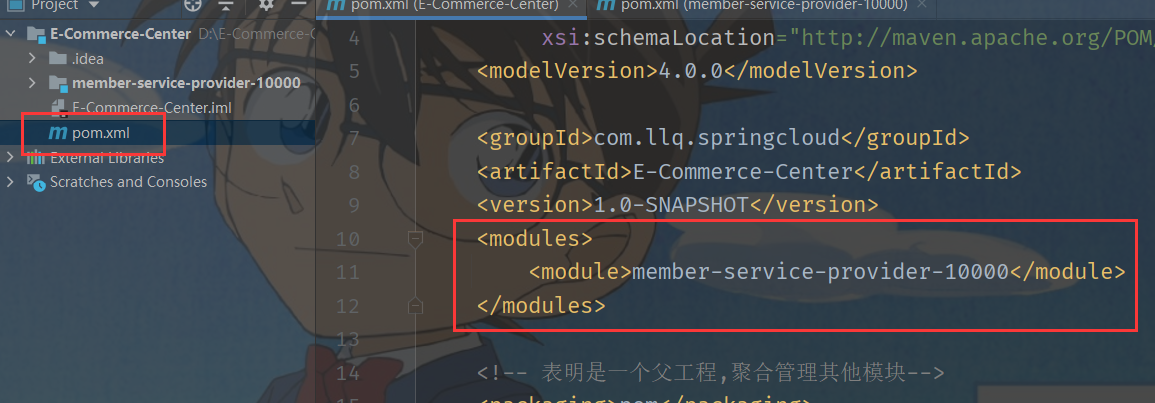 Project
pom.xml (E-Commerce-Center)
pom.xml (member-service-provider-10000)
E-Commerce-Center D:\E-Commerce-C
.idea
member-service-provider-10000
E-Commerce-Center.iml
pom.xml
External Libraries
Scratches and Consoles
4 xsi:schemaLocation="http://maven.apache.org/POM/
5 <modelVersion>4.0.0</modelVersion>
6
7 <groupId>com.llq.springcloud</groupId>
8 <artifactId>E-Commerce-Center</artifactId>
9 <version>1.0-SNAPSHOT</version>
10 <modules>
11 <module>member-service-provider-10000</module>
12 </modules>
13
14 <!-- 表明是一个父工程,聚合管理其他模块-->
15 <packaging>pom</packaging>